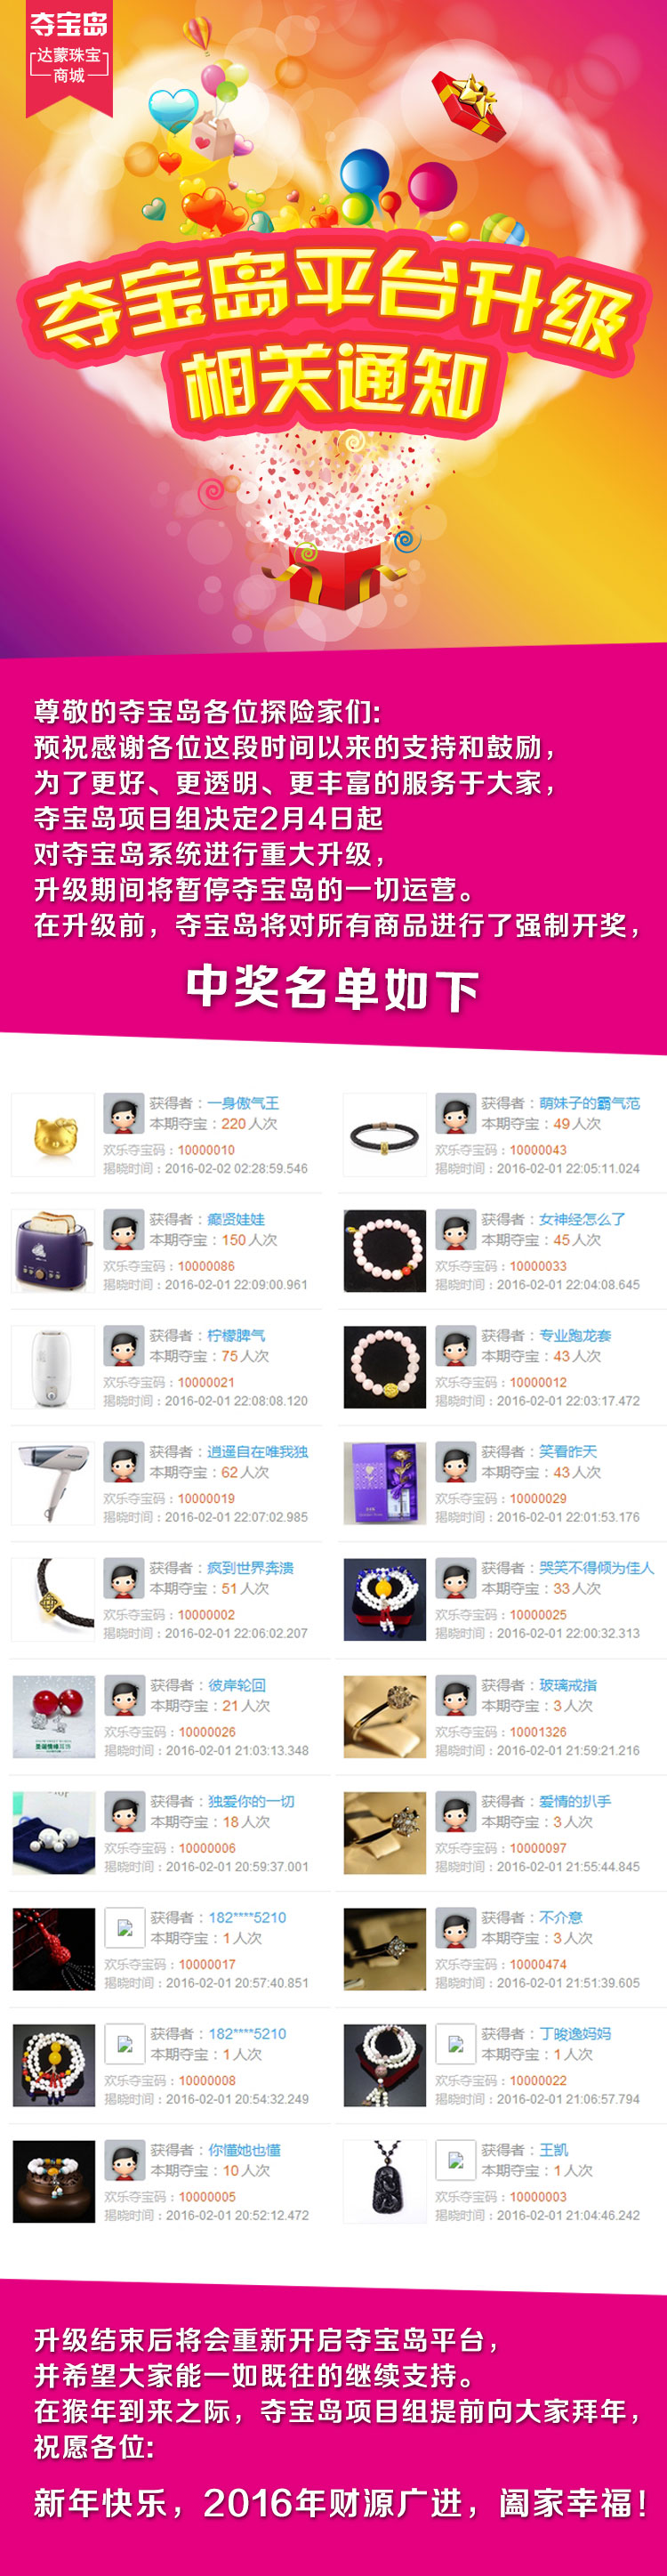 夺宝岛
达蒙珠宝
商城
夺宝岛平台升级
相关通知
尊敬的夺宝岛各位探险家们:
预祝感谢各位这段时间以来的支持和鼓励，
为了更好、更透明、更丰富的服务于大家，
夺宝岛项目组决定2月4日起
对夺宝岛系统进行重大升级，
升级期间将暂停夺宝岛的一切运营。
在升级前，夺宝岛将对所有商品进行了强制开奖，
中奖名单如下
获得者：一身傲气王
本期夺宝：220人次
欢乐夺宝码：10000010
揭晓时间：2016-02-02 02:28:59.546
获得者：萌妹子的霸气范
本期夺宝：49人次
欢乐夺宝码：10000043
揭晓时间：2016-02-01 22:05:11.024
获得者：癫贤娃娃
本期夺宝：150人次
欢乐夺宝码：10000086
揭晓时间：2016-02-01 22:09:00.961
获得者：女神经怎么了
本期夺宝：45人次
欢乐夺宝码：10000033
揭晓时间：2016-02-01 22:04:08.645
获得者：柠檬脾气
本期夺宝：75人次
欢乐夺宝码：10000021
揭晓时间：2016-02-01 22:08:08.120
获得者：专业跑龙套
本期夺宝：43人次
欢乐夺宝码：10000012
揭晓时间：2016-02-01 22:03:17.472
获得者：逍遥自在唯我独
本期夺宝：62人次
欢乐夺宝码：10000019
揭晓时间：2016-02-01 22:07:02.985
获得者：笑看昨天
本期夺宝：43人次
欢乐夺宝码：10000029
揭晓时间：2016-02-01 22:01:53.176
获得者：疯到世界奔溃
本期夺宝：51人次
欢乐夺宝码：10000002
揭晓时间：2016-02-01 22:06:02.207
获得者：哭笑不得倾为佳人
本期夺宝：33人次
欢乐夺宝码：10000025
揭晓时间：2016-02-01 22:00:32.313
获得者：彼岸轮回
本期夺宝：21人次
欢乐夺宝码：10000026
揭晓时间：2016-02-01 21:03:13.348
获得者：玻璃戒指
本期夺宝：3人次
欢乐夺宝码：10001326
揭晓时间：2016-02-01 21:59:21.216
获得者：独爱你的一切
本期夺宝：18人次
欢乐夺宝码：10000006
揭晓时间：2016-02-01 20:59:37.001
获得者：爱情的扒手
本期夺宝：3人次
欢乐夺宝码：10000097
揭晓时间：2016-02-01 21:55:44.845
获得者：182****5210
本期夺宝：1人次
欢乐夺宝码：10000017
揭晓时间：2016-02-01 20:57:40.851
获得者：不介意
本期夺宝：3人次
欢乐夺宝码：10000474
揭晓时间：2016-02-01 21:51:39.605
获得者：182****5210
本期夺宝：1人次
欢乐夺宝码：10000008
揭晓时间：2016-02-01 20:54:32.249
获得者：丁晙逸妈妈
本期夺宝：1人次
欢乐夺宝码：10000022
揭晓时间：2016-02-01 21:06:57.794
获得者：你懂她也懂
本期夺宝：10人次
欢乐夺宝码：10000005
揭晓时间：2016-02-01 20:52:12.472
获得者：王凯
本期夺宝：1人次
欢乐夺宝码：10000003
揭晓时间：2016-02-01 21:04:46.242
升级结束后将会重新开启夺宝岛平台，
并希望大家能一如既往的继续支持。
在猴年到来之际，夺宝岛项目组提前向大家拜年，
祝愿各位:
新年快乐，2016年财源广进，阖家幸福！